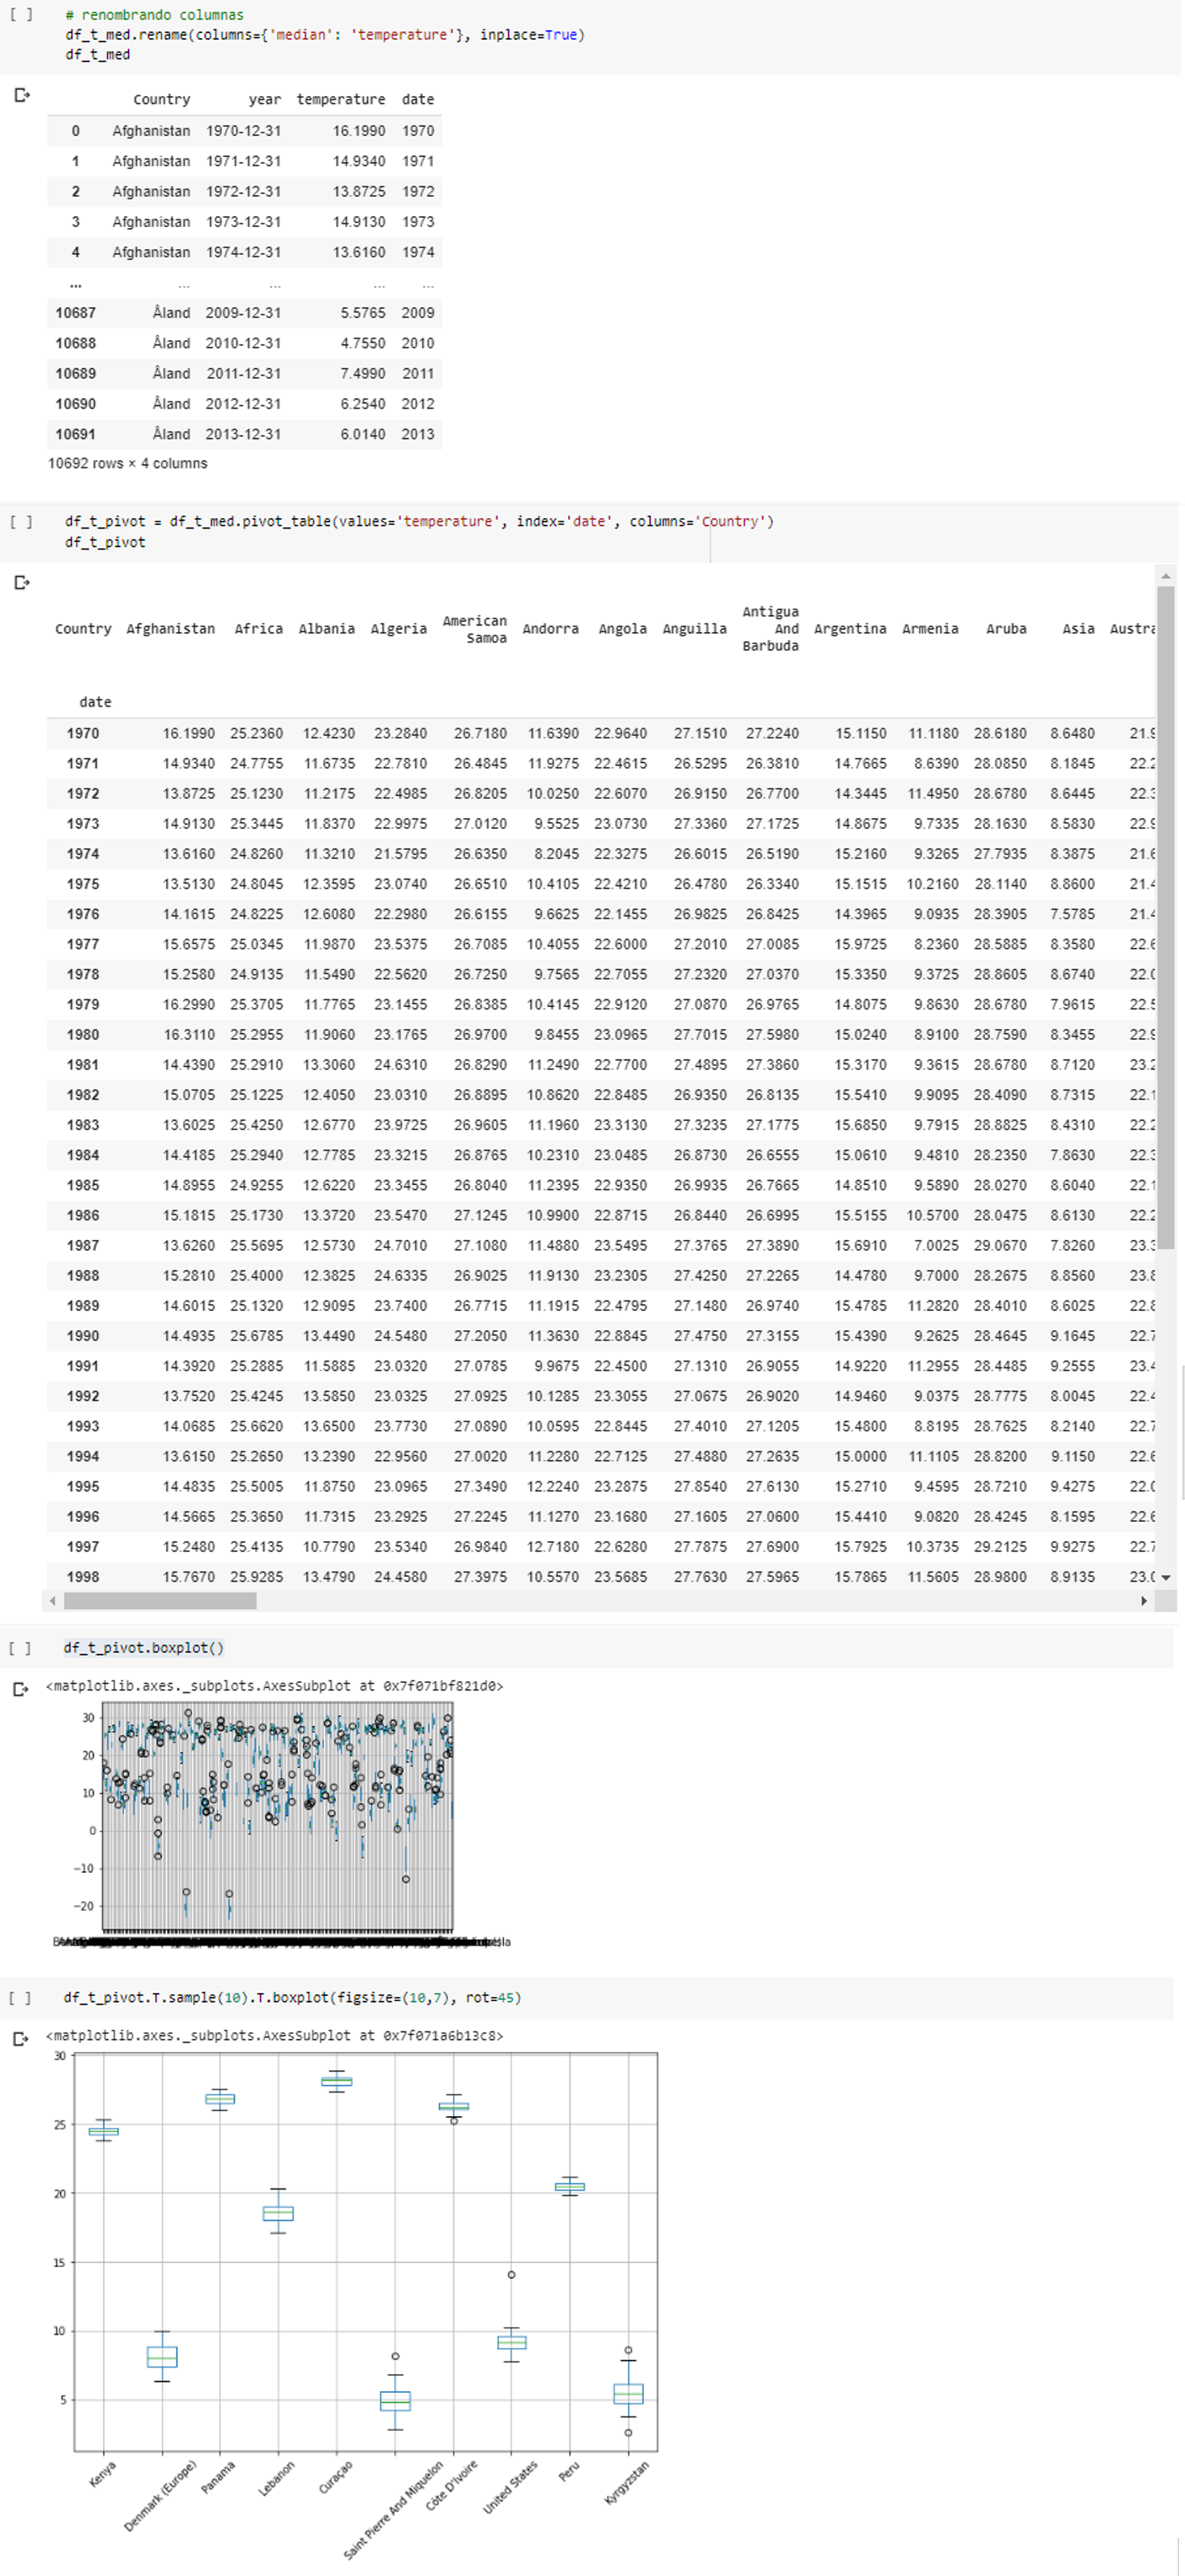 [ ] # renombrando columnas
df_t_med.rename(columns={'median': 'temperature'}, inplace=True)
df_t_med
Country year temperature date
0 Afghanistan 1970-12-31 16.1990 1970
1 Afghanistan 1971-12-31 14.9340 1971
2 Afghanistan 1972-12-31 13.8725 1972
3 Afghanistan 1973-12-31 14.9130 1973
4 Afghanistan 1974-12-31 13.6160 1974
... ... ... ... ...
10687 Åland 2009-12-31 5.5765 2009
10688 Åland 2010-12-31 4.7550 2010
10689 Åland 2011-12-31 7.4990 2011
10690 Åland 2012-12-31 6.2540 2012
10691 Åland 2013-12-31 6.0140 2013
10692 rows × 4 columns
[ ] df_t_pivot = df_t_med.pivot_table(values='temperature', index='date', columns='Country')
df_t_pivot
Country Afghanistan Africa Albania Algeria American Samoa Andorra Angola Anguilla Antigua And Barbuda Argentina Armenia Aruba Asia Austra
date
1970 16.1990 25.2360 12.4230 23.2840 26.7180 11.6390 22.9640 27.1510 27.2240 15.1150 11.1180 28.6180 8.6480 21.9
1971 14.9340 24.7755 11.6735 22.7810 26.4845 11.9275 22.4615 26.5295 26.3810 14.7665 8.6390 28.0850 8.1845 22.2
1972 13.8725 25.1230 11.2175 22.4985 26.8205 10.0250 22.6070 26.9150 26.7700 14.3445 11.4950 28.6780 8.6445 22.3
1973 14.9130 25.3445 11.8370 22.9975 27.0120 9.5525 23.0730 27.3360 27.1725 14.8675 9.7335 28.1630 8.5830 22.9
1974 13.6160 24.8260 11.3210 21.5795 26.6350 8.2045 22.3275 26.6015 26.5190 15.2160 9.3265 27.7935 8.3875 21.6
1975 13.5130 24.8045 12.3595 23.0740 26.6510 10.4105 22.4210 26.4780 26.3340 15.1515 10.2160 28.1140 8.8600 21.4
1976 14.1615 24.8225 12.6080 22.2980 26.6155 9.6625 22.1455 26.9825 26.8425 14.3965 9.0935 28.3905 7.5785 21.4
1977 15.6575 25.0345 11.9870 23.5375 26.7085 10.4055 22.6000 27.2010 27.0085 15.9725 8.2360 28.5885 8.3580 22.6
1978 15.2580 24.9135 11.5490 22.5620 26.7250 9.7565 22.7055 27.2320 27.0370 15.3350 9.3725 28.8605 8.6740 22.0
1979 16.2990 25.3705 11.7765 23.1455 26.8385 10.4145 22.9120 27.0870 26.9765 14.8075 9.8630 28.6780 7.9615 22.5
1980 16.3110 25.2955 11.9060 23.1765 26.9700 9.8455 23.0965 27.7015 27.5980 15.0240 8.9100 28.7590 8.3455 22.9
1981 14.4390 25.2910 13.3060 24.6310 26.8290 11.2490 22.7700 27.4895 27.3860 15.3170 9.3615 28.6780 8.7120 23.2
1982 15.0705 25.1225 12.4050 23.0310 26.8895 10.8620 22.8485 26.9350 26.8135 15.5410 9.9095 28.4090 8.7315 22.1
1983 13.6025 25.4250 12.6770 23.9725 26.9605 11.1960 23.3130 27.3235 27.1775 15.6850 9.7915 28.8825 8.4310 22.2
1984 14.4185 25.2940 12.7785 23.3215 26.8765 10.2310 23.0485 26.8730 26.6555 15.0610 9.4810 28.2350 7.8630 22.3
1985 14.8955 24.9255 12.6220 23.3455 26.8040 11.2395 22.9350 26.9935 26.7665 14.8510 9.5890 28.0270 8.6040 22.1
1986 15.1815 25.1730 13.3720 23.5470 27.1245 10.9900 22.8715 26.8440 26.6995 15.5155 10.5700 28.0475 8.6130 22.2
1987 13.6260 25.5695 12.5730 24.7010 27.1080 11.4880 23.5495 27.3765 27.3890 15.6910 7.0025 29.0670 7.8260 23.3
1988 15.2810 25.4000 12.3825 24.6335 26.9025 11.9130 23.2305 27.4250 27.2265 14.4780 9.7000 28.2675 8.8560 23.8
1989 14.6015 25.1320 12.9095 23.7400 26.7715 11.1915 22.4795 27.1480 26.9740 15.4785 11.2820 28.4010 8.6025 22.8
1990 14.4935 25.6785 13.4490 24.5480 27.2050 11.3630 22.8845 27.4750 27.3155 15.4390 9.2625 28.4645 9.1645 22.7
1991 14.3920 25.2885 11.5885 23.0320 27.0785 9.9675 22.4500 27.1310 26.9055 14.9220 11.2955 28.4485 9.2555 23.4
1992 13.7520 25.4245 13.5850 23.0325 27.0925 10.1285 23.3055 27.0675 26.9020 14.9460 9.0375 28.7775 8.0045 22.4
1993 14.0685 25.6620 13.6500 23.7730 27.0890 10.0595 22.8445 27.4010 27.1205 15.4800 8.8195 28.7625 8.2140 22.7
1994 13.6150 25.2650 13.2390 22.9560 27.0020 11.2280 22.7125 27.4880 27.2635 15.0000 11.1105 28.8200 9.1150 22.6
1995 14.4835 25.5005 11.8750 23.0965 27.3490 12.2240 23.2875 27.8540 27.6130 15.2710 9.4595 28.7210 9.4275 22.0
1996 14.5665 25.3650 11.7315 23.2925 27.2245 11.1270 23.1680 27.1605 27.0600 15.4410 9.0820 28.4245 8.1595 22.6
1997 15.2480 25.4135 10.7790 23.5340 26.9840 12.7180 22.6280 27.7875 27.6900 15.7925 10.3735 29.2125 9.9275 22.7
1998 15.7670 25.9285 13.4790 24.4580 27.3975 10.5570 23.5685 27.7630 27.5965 15.7865 11.5605 28.9800 8.9135 23.0
[ ] df_t_pivot.boxplot()
<matplotlib.axes._subplots.AxesSubplot at 0x7f071bf821d0>
30
20
10
0
−10
−20
[ ] df_t_pivot.T.sample(10).T.boxplot(figsize=(10,7), rot=45)
<matplotlib.axes._subplots.AxesSubplot at 0x7f071a6b13c8>
30
25
20
15
10
5
Kenya Denmark (Europe) Panama Lebanon Curaçao Saint Pierre And Miquelon Côte D'Ivoire United States Peru Kyrgyzstan